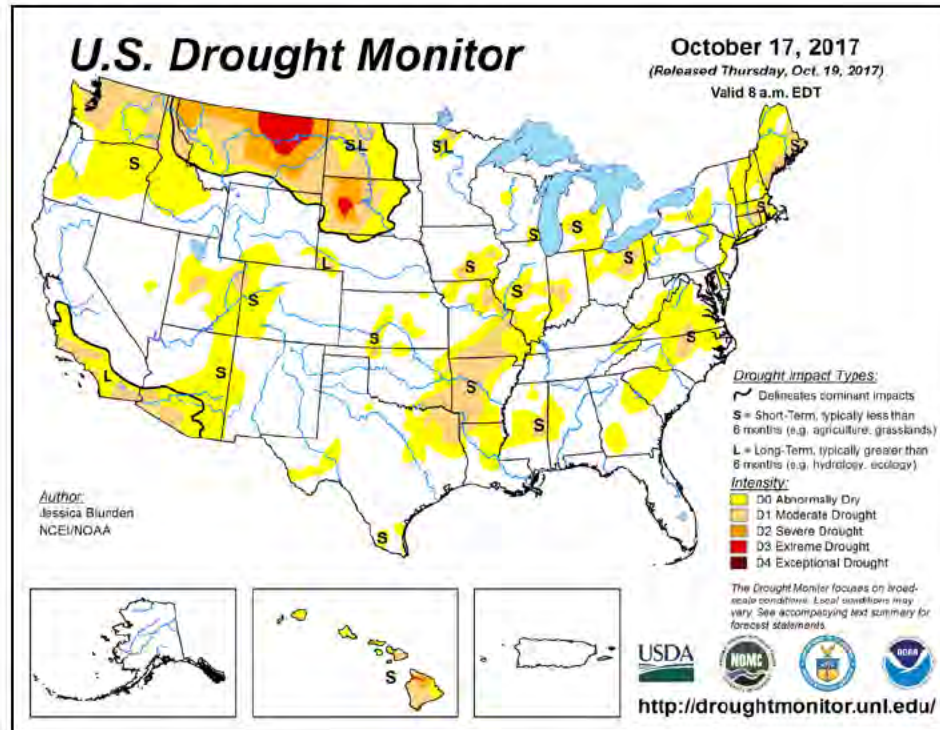 U.S. Drought Monitor
October 17, 2017
(Released Thursday, Oct. 19, 2017)
Valid 8 a.m. EDT
S
SL
SL
S
S
S
S
S
S
L
S
S
S
S
L
S
S
S
S
S
Drought Impact Types:
Delineates dominant impacts
S = Short-Term, typically less than
6 months (e.g. agriculture, grasslands)
L = Long-Term, typically greater than
6 months (e.g. hydrology, ecology)
Intensity:
D0 Abnormally Dry
D1 Moderate Drought
D2 Severe Drought
D3 Extreme Drought
D4 Exceptional Drought
Author:
Jessica Blunden
NCEI/NOAA
The Drought Monitor focuses on broad-
scale conditions. Local conditions may
vary. See accompanying text summary for
forecast statements.
S
USDA
NDMC
NOAA
http://droughtmonitor.unl.edu/